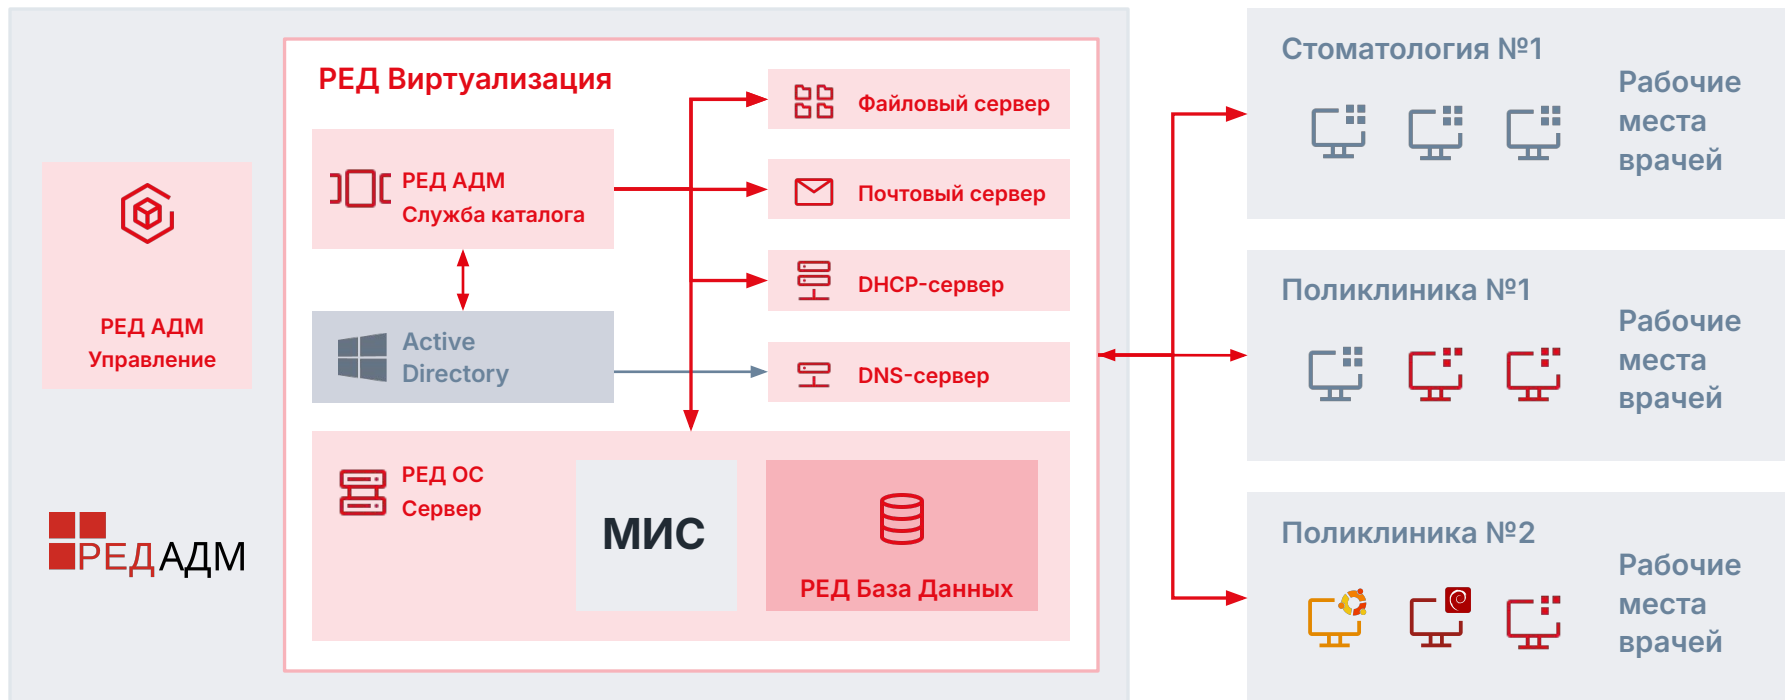 РЕД АДМ
Управление
РЕДАДМ
РЕД Виртуализация
РЕД АДМ
Служба каталога
Active
Directory
Файловый сервер
Почтовый сервер
DHCP-сервер
DNS-сервер
РЕД ОС
Сервер
МИС
РЕД База Данных
Стоматология №1
Рабочие
места
врачей
Поликлиника №1
Рабочие
места
врачей
Поликлиника №2
Рабочие
места
врачей